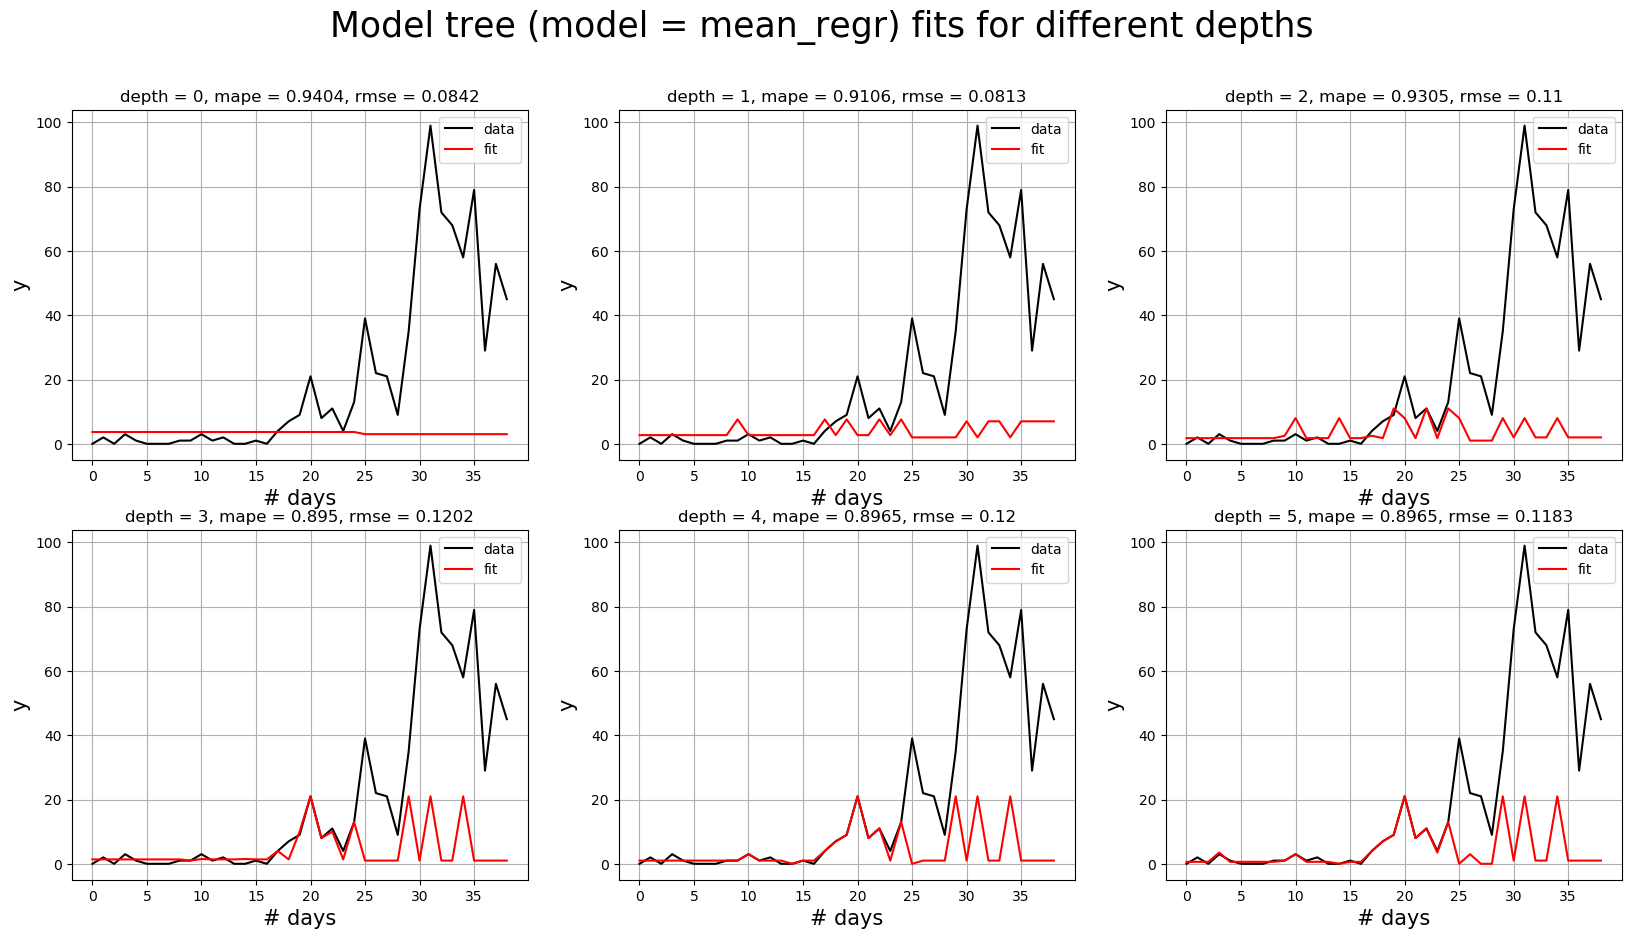 Model tree (model = mean_regr) fits for different depths
depth = 0, mape = 0.9404, rmse = 0.0842
100
80
60
40
20
0
y
data
fit
0 5 10 15 20 25 30 35
# days
depth = 1, mape = 0.9106, rmse = 0.0813
100
80
60
40
20
0
y
data
fit
0 5 10 15 20 25 30 35
# days
depth = 2, mape = 0.9305, rmse = 0.11
100
80
60
40
20
0
y
data
fit
0 5 10 15 20 25 30 35
# days
depth = 3, mape = 0.895, rmse = 0.1202
100
80
60
40
20
0
y
data
fit
0 5 10 15 20 25 30 35
# days
depth = 4, mape = 0.8965, rmse = 0.12
100
80
60
40
20
0
y
data
fit
0 5 10 15 20 25 30 35
# days
depth = 5, mape = 0.8965, rmse = 0.1183
100
80
60
40
20
0
y
data
fit
0 5 10 15 20 25 30 35
# days